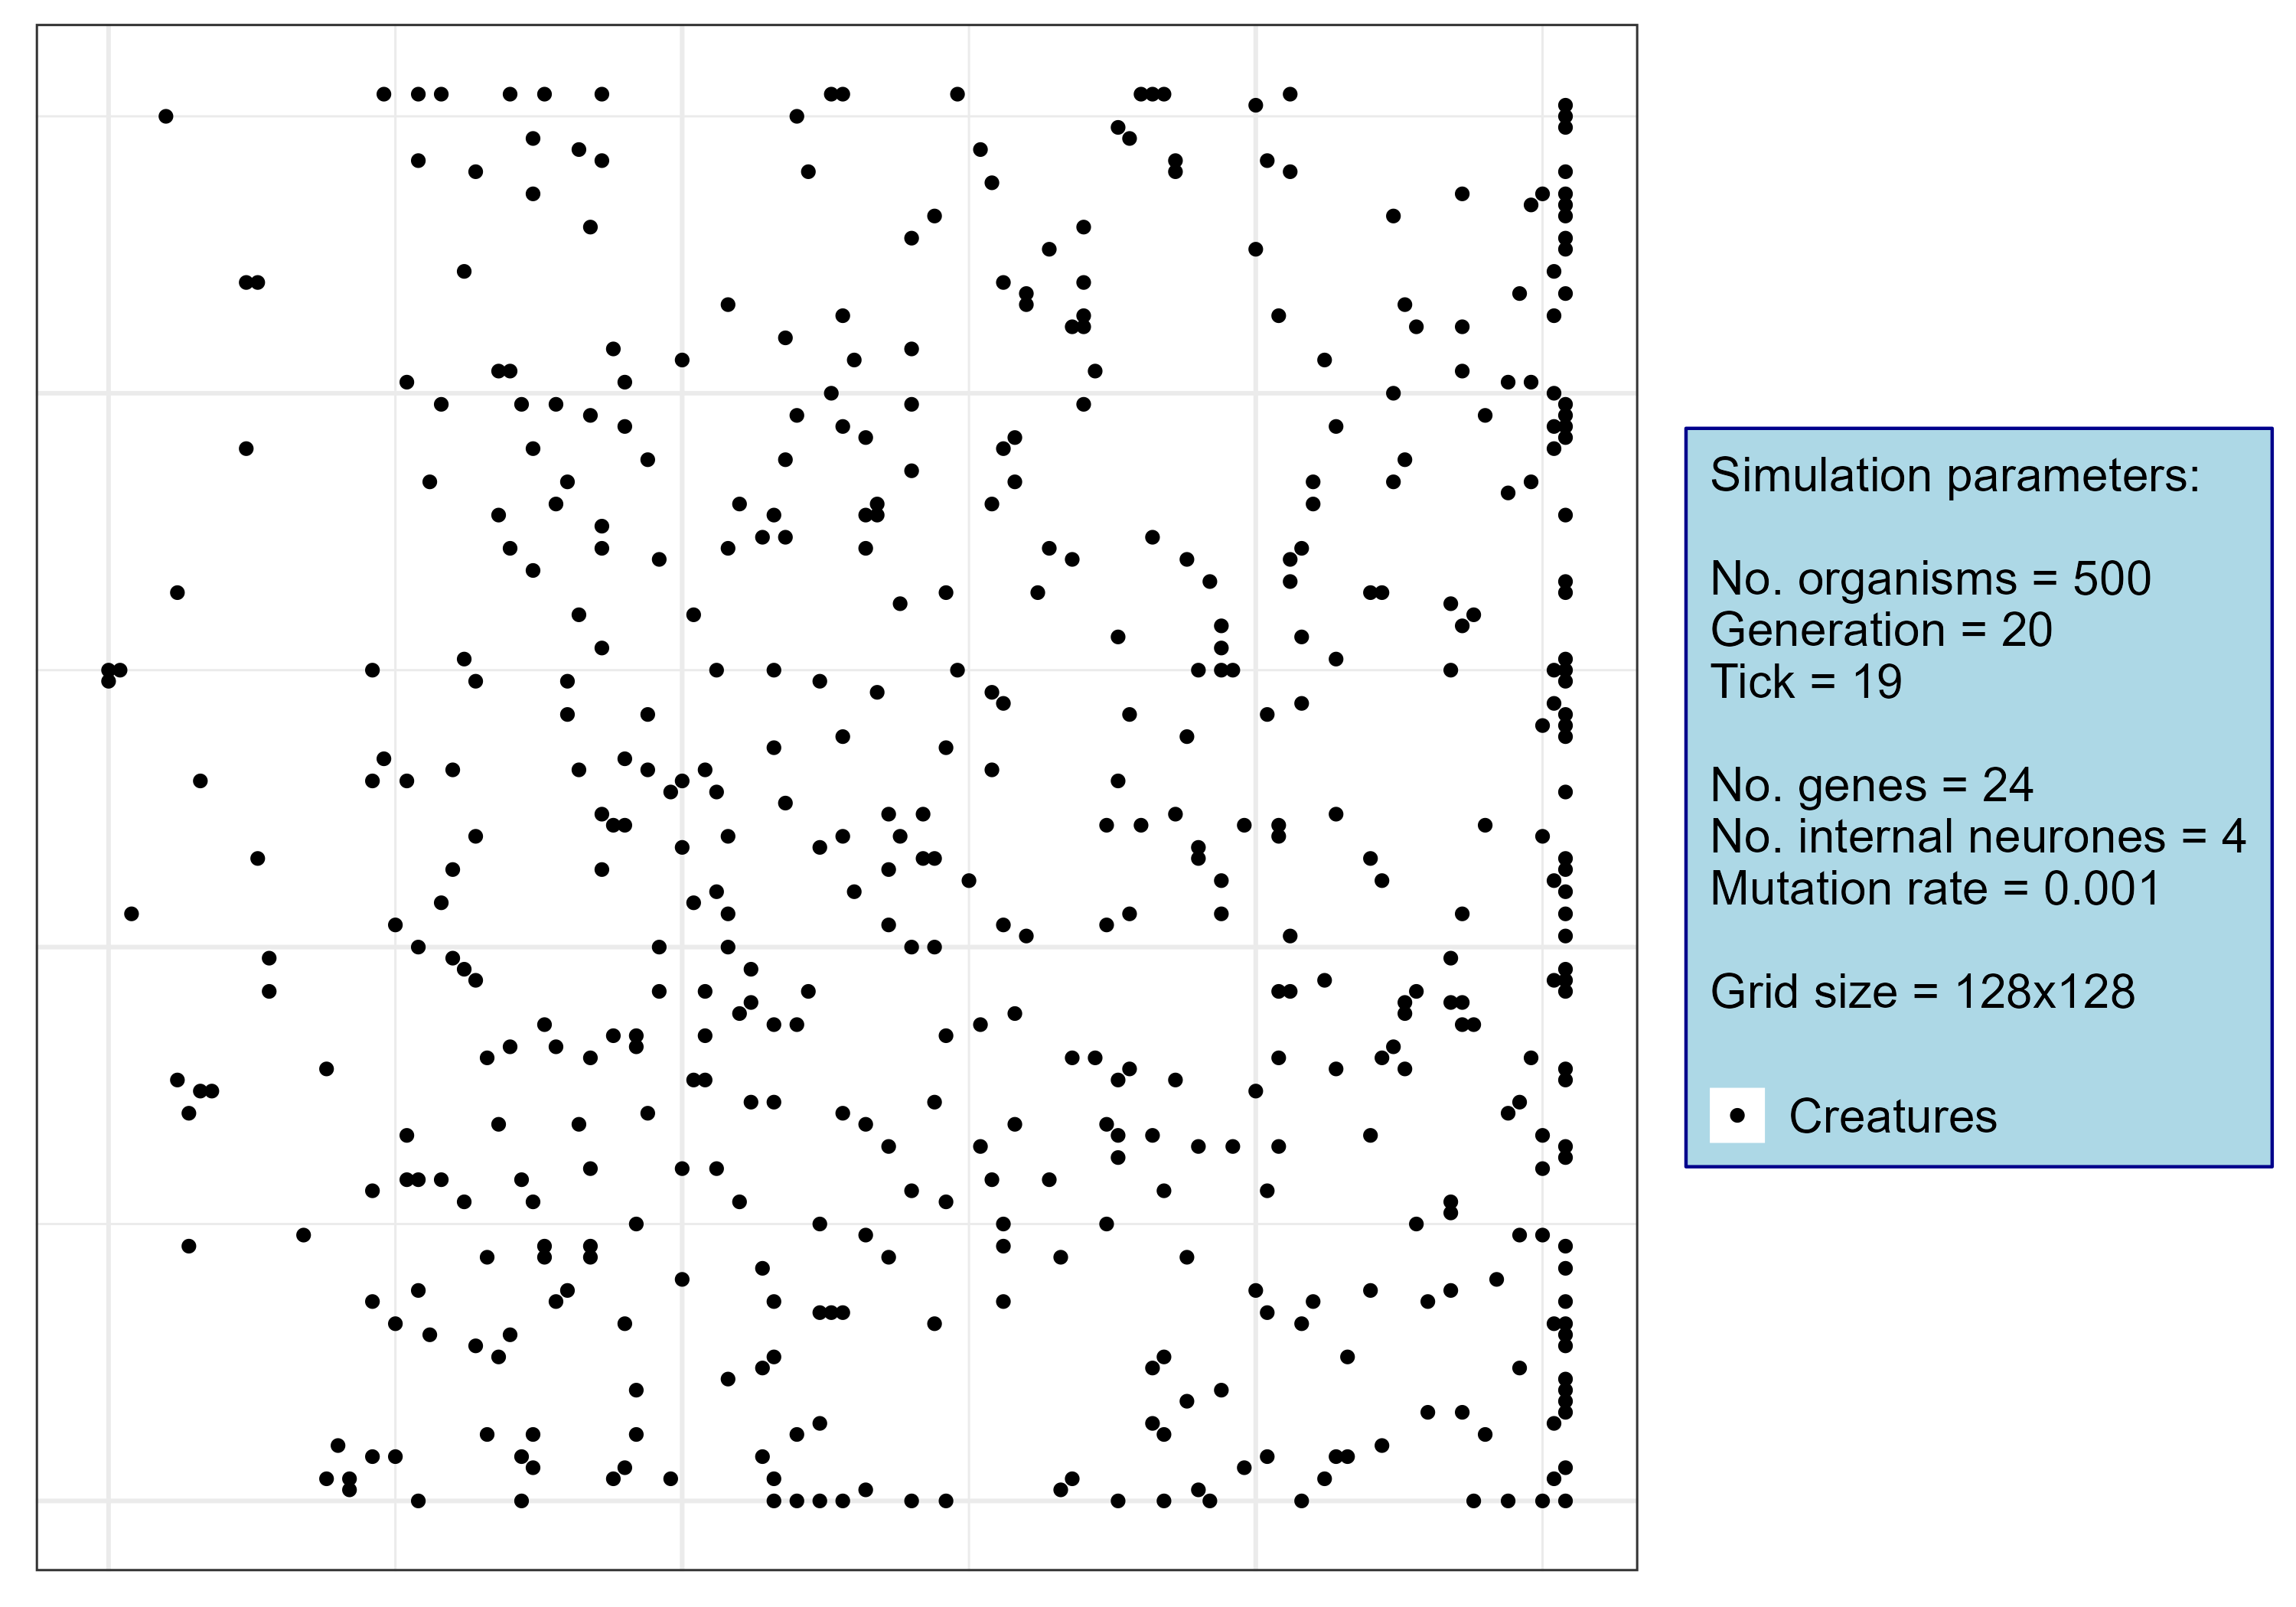 Simulation parameters:
No. organisms = 500
Generation = 20
Tick = 19
No. genes = 24
No. internal neurones = 4
Mutation rate = 0.001
Grid size = 128x128
Creatures